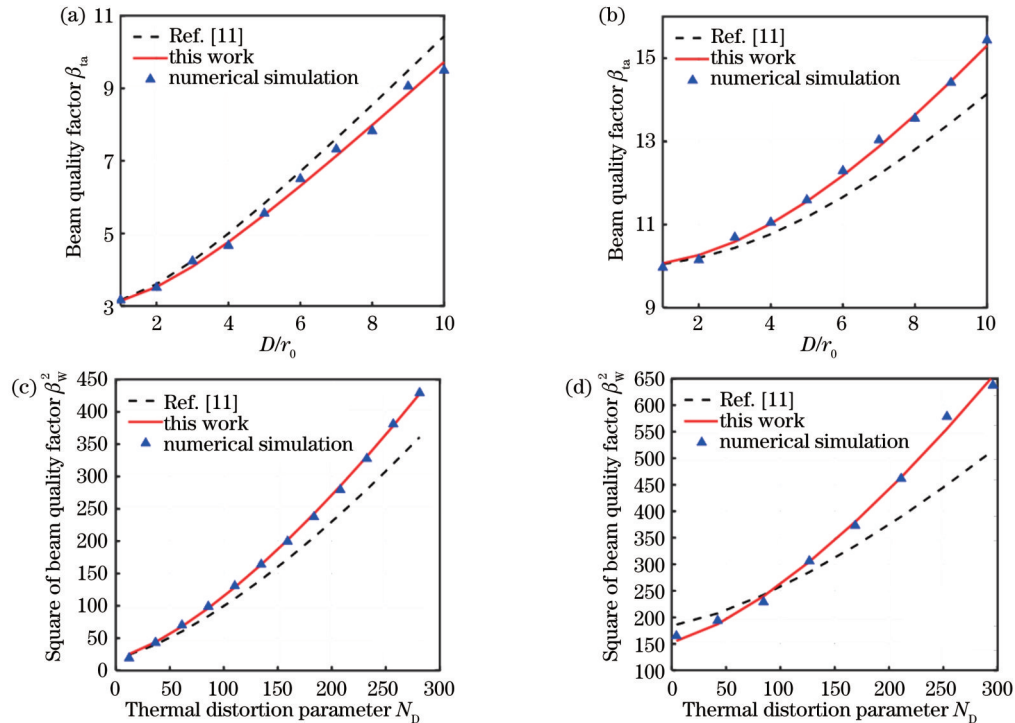 (a)
11
9
7
5
3
Beam quality factor βta
Ref. [11]
this work
numerical simulation
2 4 6 8 10
D/r0
(b)
15
13
11
9
Beam quality factor βta
Ref. [11]
this work
numerical simulation
2 4 6 8 10
D/r0
(c)
450
400
350
300
250
200
150
100
50
0
Square of beam quality factor β²w
Ref. [11]
this work
numerical simulation
0 50 100 150 200 250 300
Thermal distortion parameter ND
(d)
650
600
550
500
450
400
350
300
250
200
150
100
Square of beam quality factor β²w
Ref. [11]
this work
numerical simulation
0 50 100 150 200 250 300
Thermal distortion parameter ND